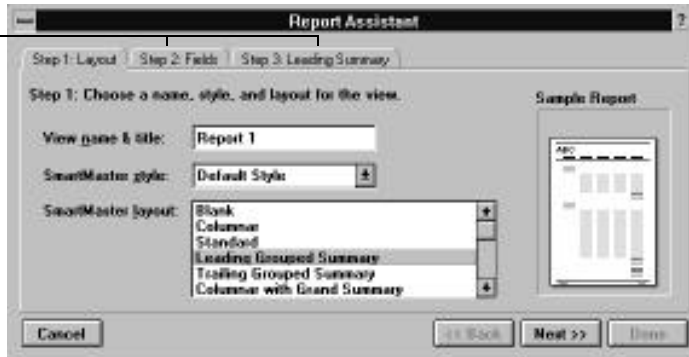 Report Assistant ?
Step 1: Layout Step 2: Fields Step 3: Leading Summary
Step 1: Choose a name, style, and layout for the view.
Sample Report
View name & title: Report 1
ABC
SmartMaster style: Default Style
SmartMaster layout: Blank
Columnar
Standard
Leading Grouped Summary
Trailing Grouped Summary
Columnar with Grand Summary
Cancel << Back Next >> Done